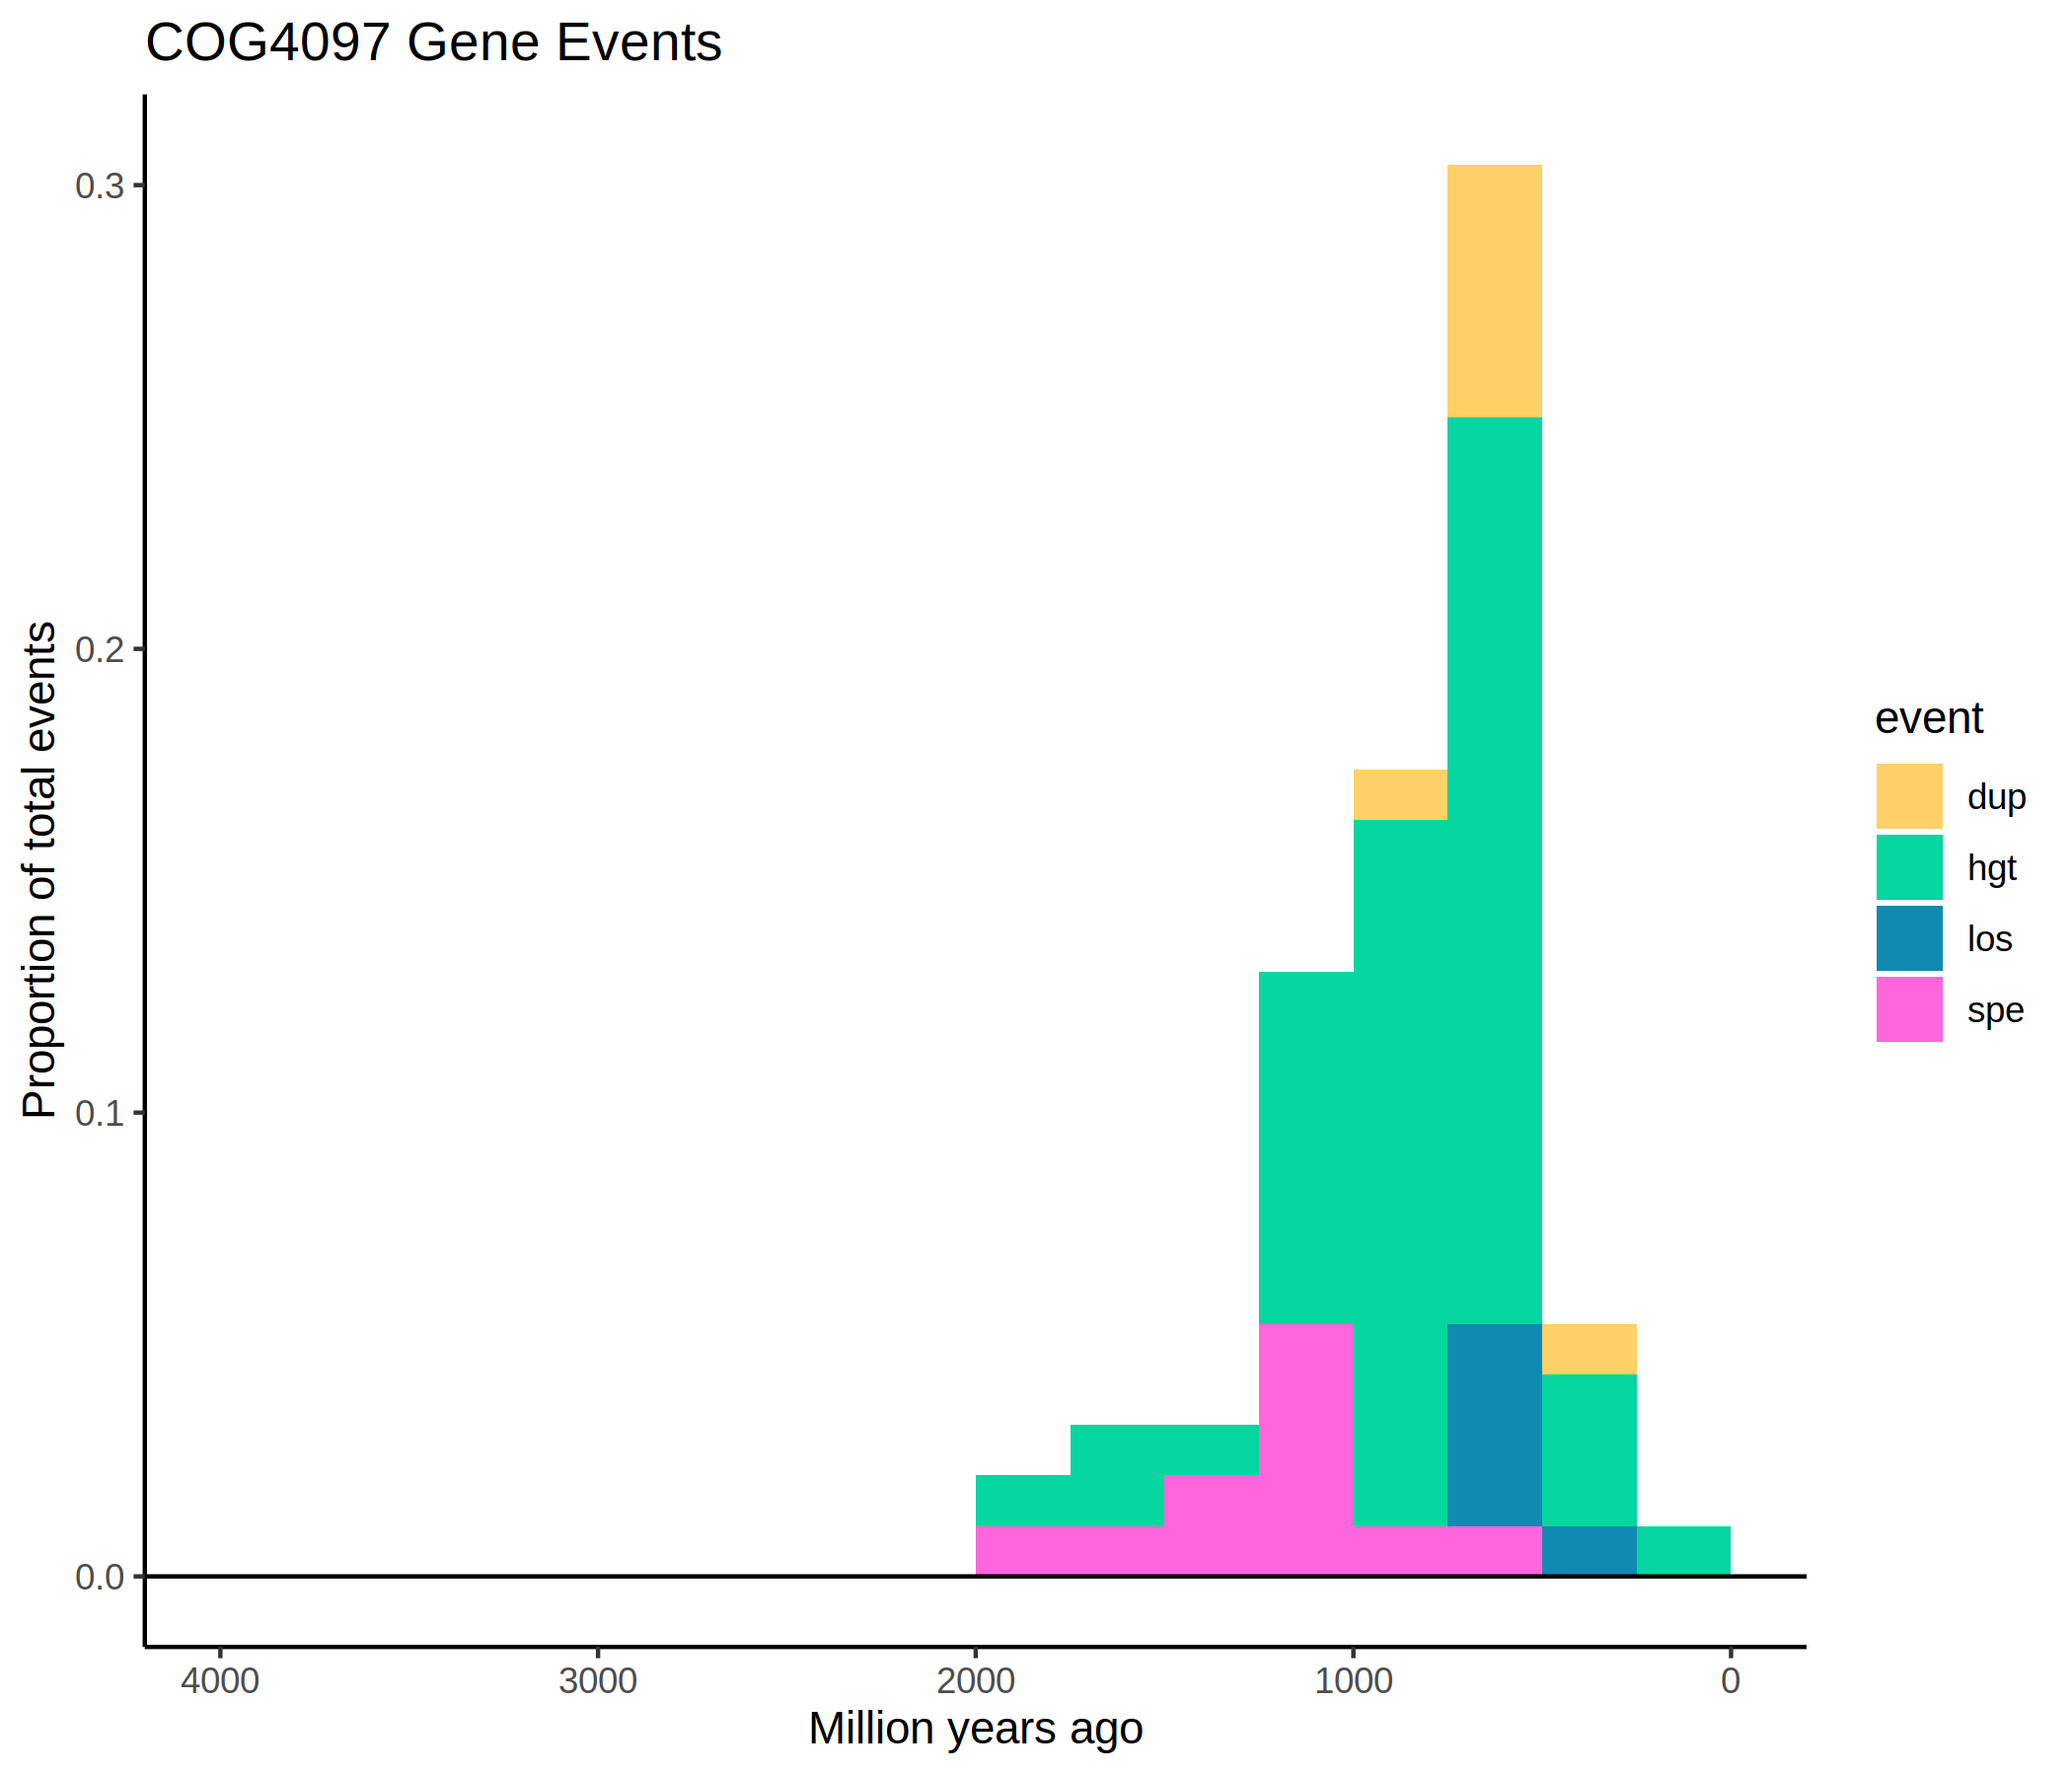 COG4097 Gene Events
Proportion of total events
0.3
0.2
0.1
0.0
4000 3000 2000 1000 0
Million years ago
event
dup
hgt
los
spe